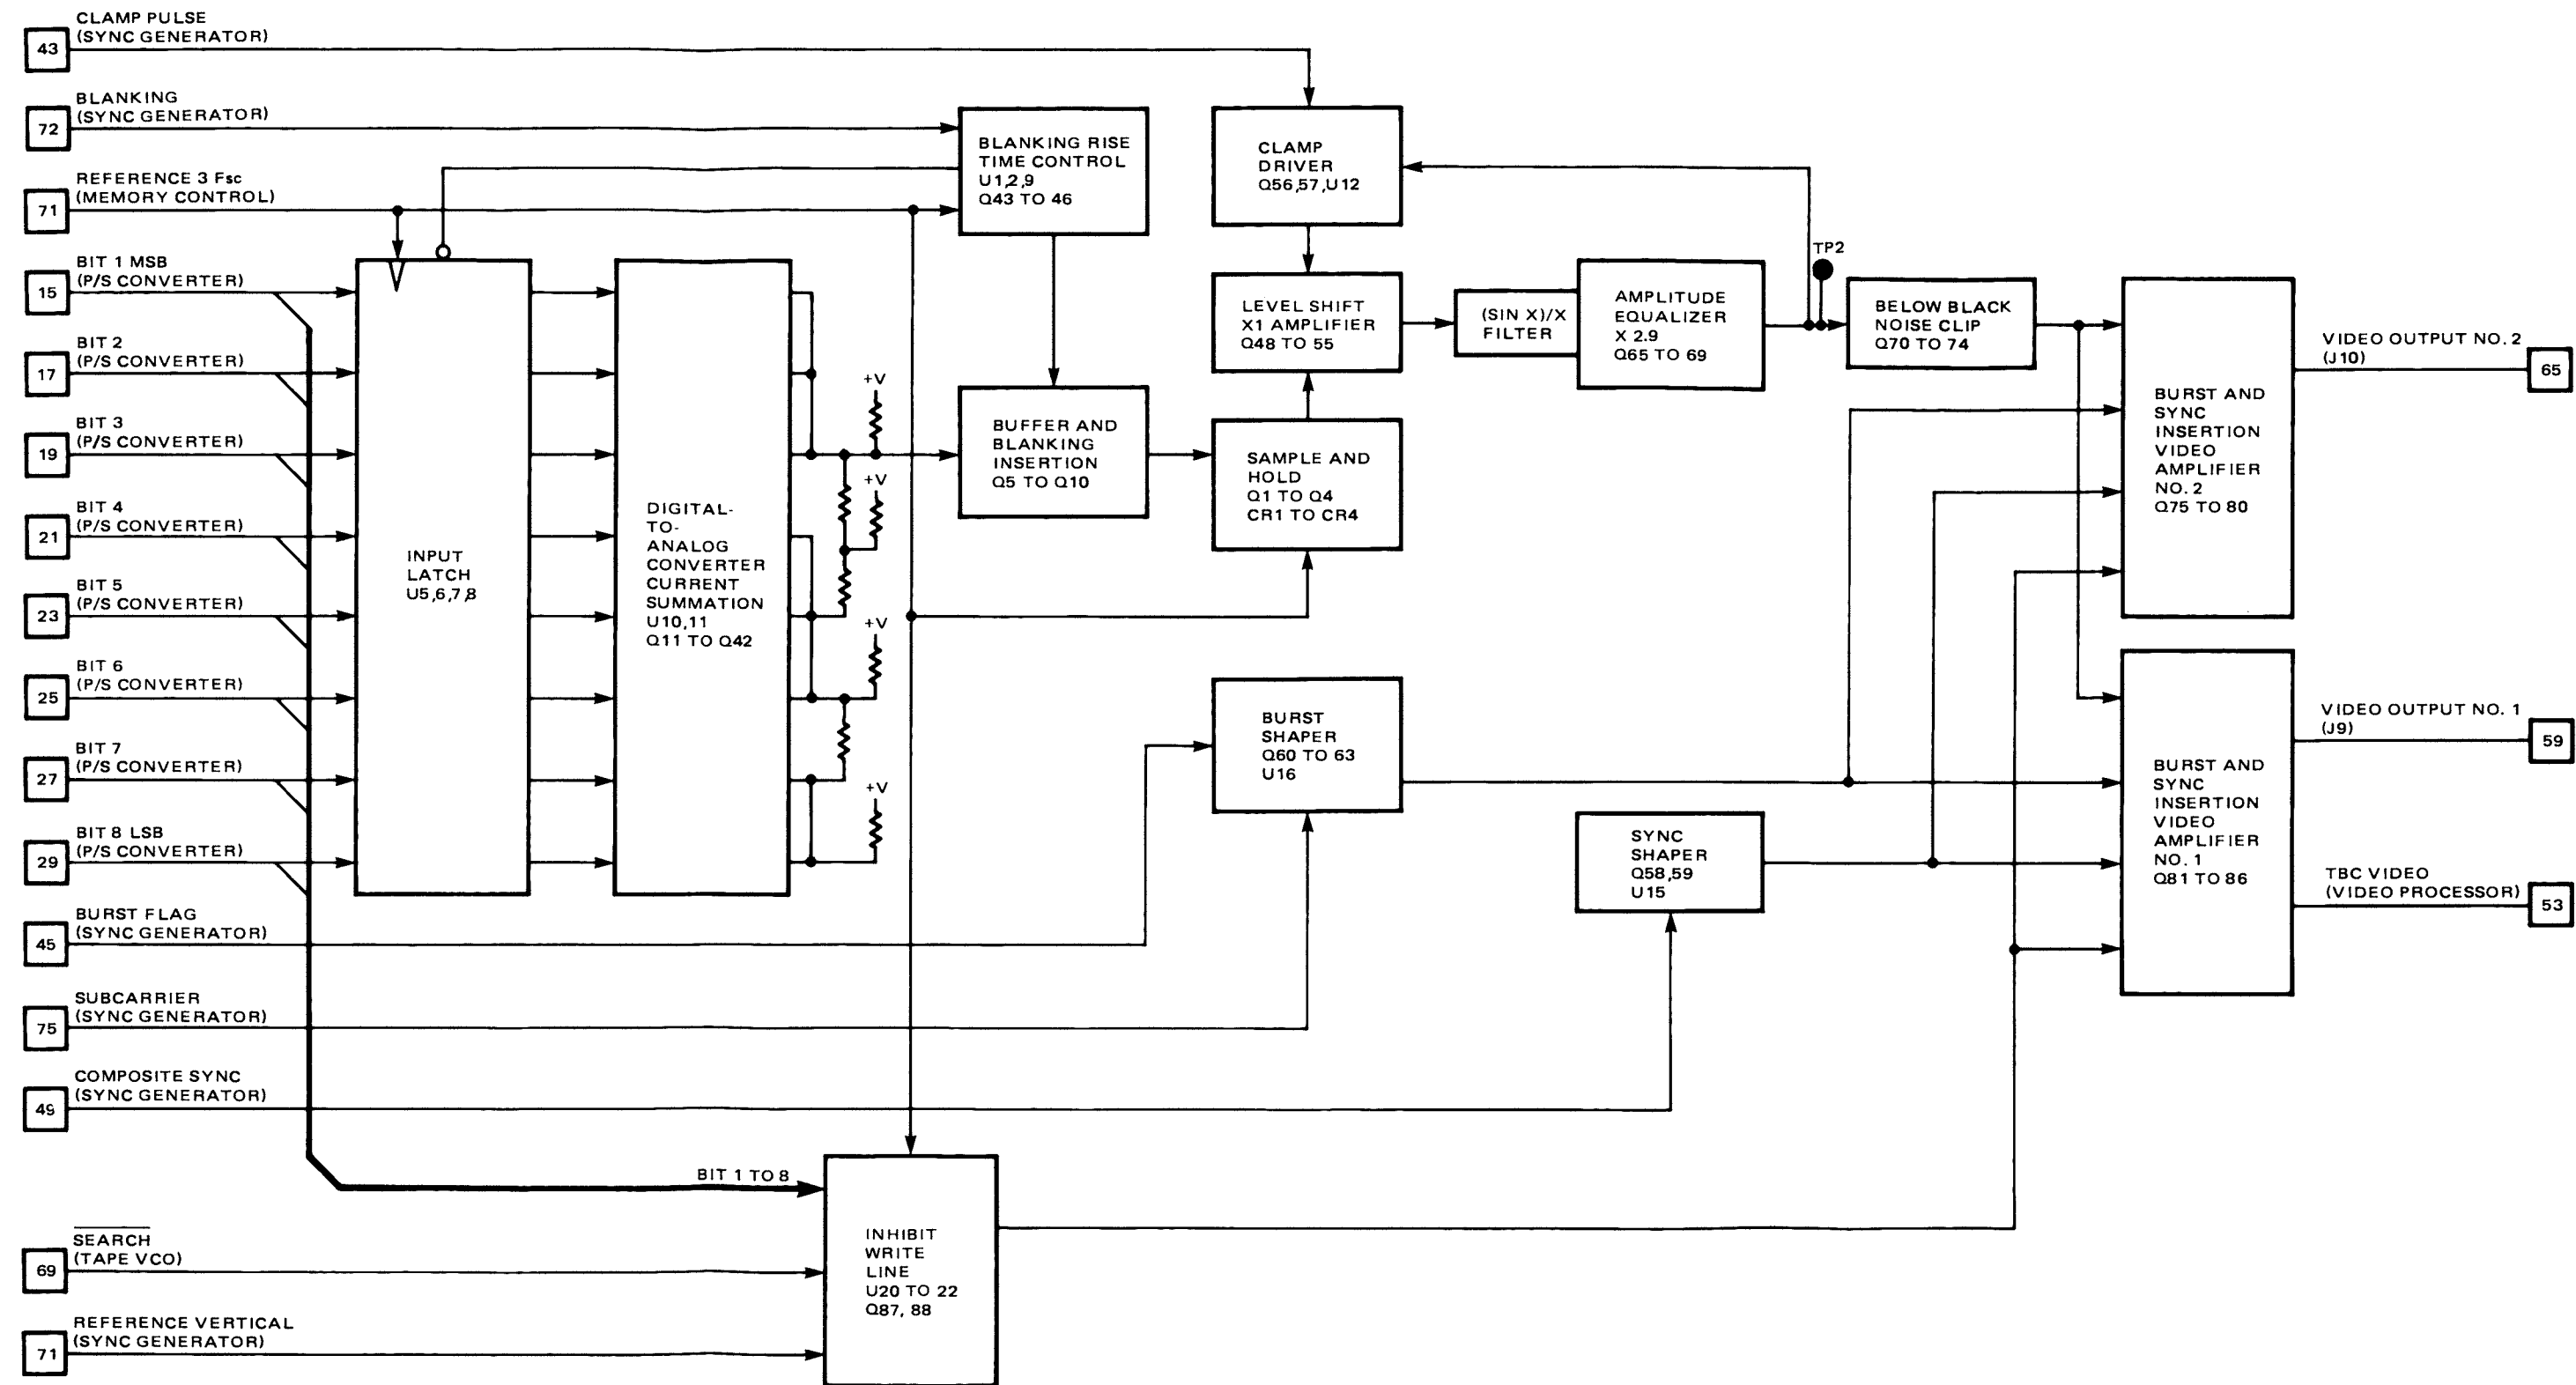 CLAMP PULSE
(SYNC GENERATOR)
43
BLANKING
(SYNC GENERATOR)
72
REFERENCE 3 Fsc
(MEMORY CONTROL)
71
BIT 1 MSB
(P/S CONVERTER)
15
BIT 2
(P/S CONVERTER)
17
BIT 3
(P/S CONVERTER)
19
BIT 4
(P/S CONVERTER)
21
BIT 5
(P/S CONVERTER)
23
BIT 6
(P/S CONVERTER)
25
BIT 7
(P/S CONVERTER)
27
BIT 8 LSB
(P/S CONVERTER)
29
BURST FLAG
(SYNC GENERATOR)
45
SUBCARRIER
(SYNC GENERATOR)
75
COMPOSITE SYNC
(SYNC GENERATOR)
49
SEARCH
(TAPE VCO)
69
REFERENCE VERTICAL
(SYNC GENERATOR)
71
INPUT
LATCH
U5,6,7,8
DIGITAL-
TO-
ANALOG
CONVERTER
CURRENT
SUMMATION
U10,11
Q11 TO Q42
+V
+V
+V
+V
BIT 1 TO 8
INHIBIT
WRITE
LINE
U20 TO 22
Q87, 88
BLANKING RISE
TIME CONTROL
U1,2,9
Q43 TO 46
BUFFER AND
BLANKING
INSERTION
Q5 TO Q10
CLAMP
DRIVER
Q56,57,U12
LEVEL SHIFT
X1 AMPLIFIER
Q48 TO 55
SAMPLE AND
HOLD
Q1 TO Q4
CR1 TO CR4
BURST
SHAPER
Q60 TO 63
U16
(SIN X)/X
FILTER
AMPLITUDE
EQUALIZER
X 2.9
Q65 TO 69
SYNC
SHAPER
Q58,59
U15
TP2
BELOW BLACK
NOISE CLIP
Q70 TO 74
BURST AND
SYNC
INSERTION
VIDEO
AMPLIFIER
NO. 2
Q75 TO 80
BURST AND
SYNC
INSERTION
VIDEO
AMPLIFIER
NO. 1
Q81 TO 86
VIDEO OUTPUT NO. 2
(J10)
65
VIDEO OUTPUT NO. 1
(J9)
59
TBC VIDEO
(VIDEO PROCESSOR)
53